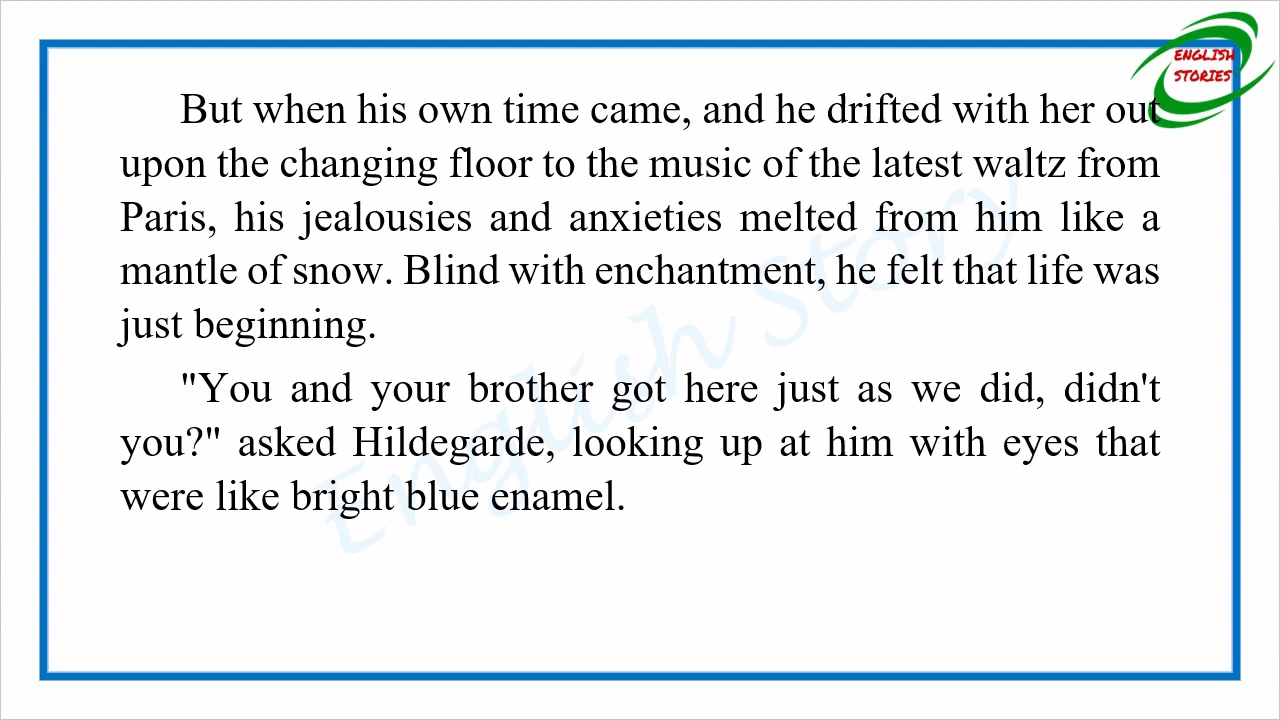 ENGLISH
STORIES
But when his own time came, and he drifted with her out
upon the changing floor to the music of the latest waltz from
Paris, his jealousies and anxieties melted from him like a
mantle of snow. Blind with enchantment, he felt that life was
just beginning.
"You and your brother got here just as we did, didn't
you?" asked Hildegarde, looking up at him with eyes that
were like bright blue enamel.
English Story